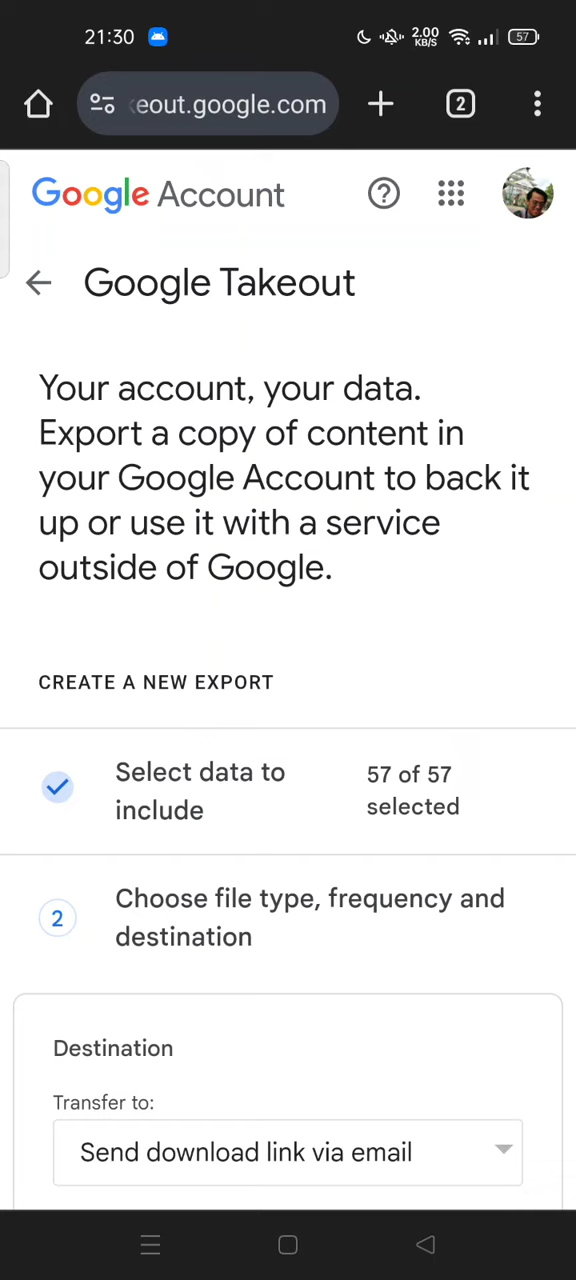 21:30
2.00
KB/S
57
eout.google.com
2
Google Account
Google Takeout
Your account, your data.
Export a copy of content in
your Google Account to back it
up or use it with a service
outside of Google.
CREATE A NEW EXPORT
Select data to
include
57 of 57
selected
2
Choose file type, frequency and
destination
Destination
Transfer to:
Send download link via email